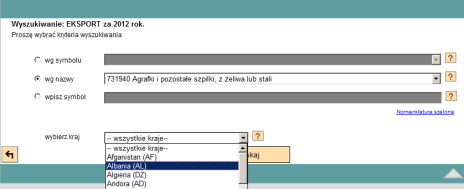 Wyszukiwanie: EKSPORT za 2012 rok.
Proszę wybrać kryteria wyszukiwania
wg symbolu
?
wg nazwy
731940 Agrafki i pozostałe szpilki, z żeliwa lub stali
?
wpisz symbol
?
Nomenklatura scalona
wybierz kraj
-- wszystkie kraje--
?
-- wszystkie kraje--
Afganistan (AF)
Albania (AL)
Algieria (DZ)
Andora (AD)